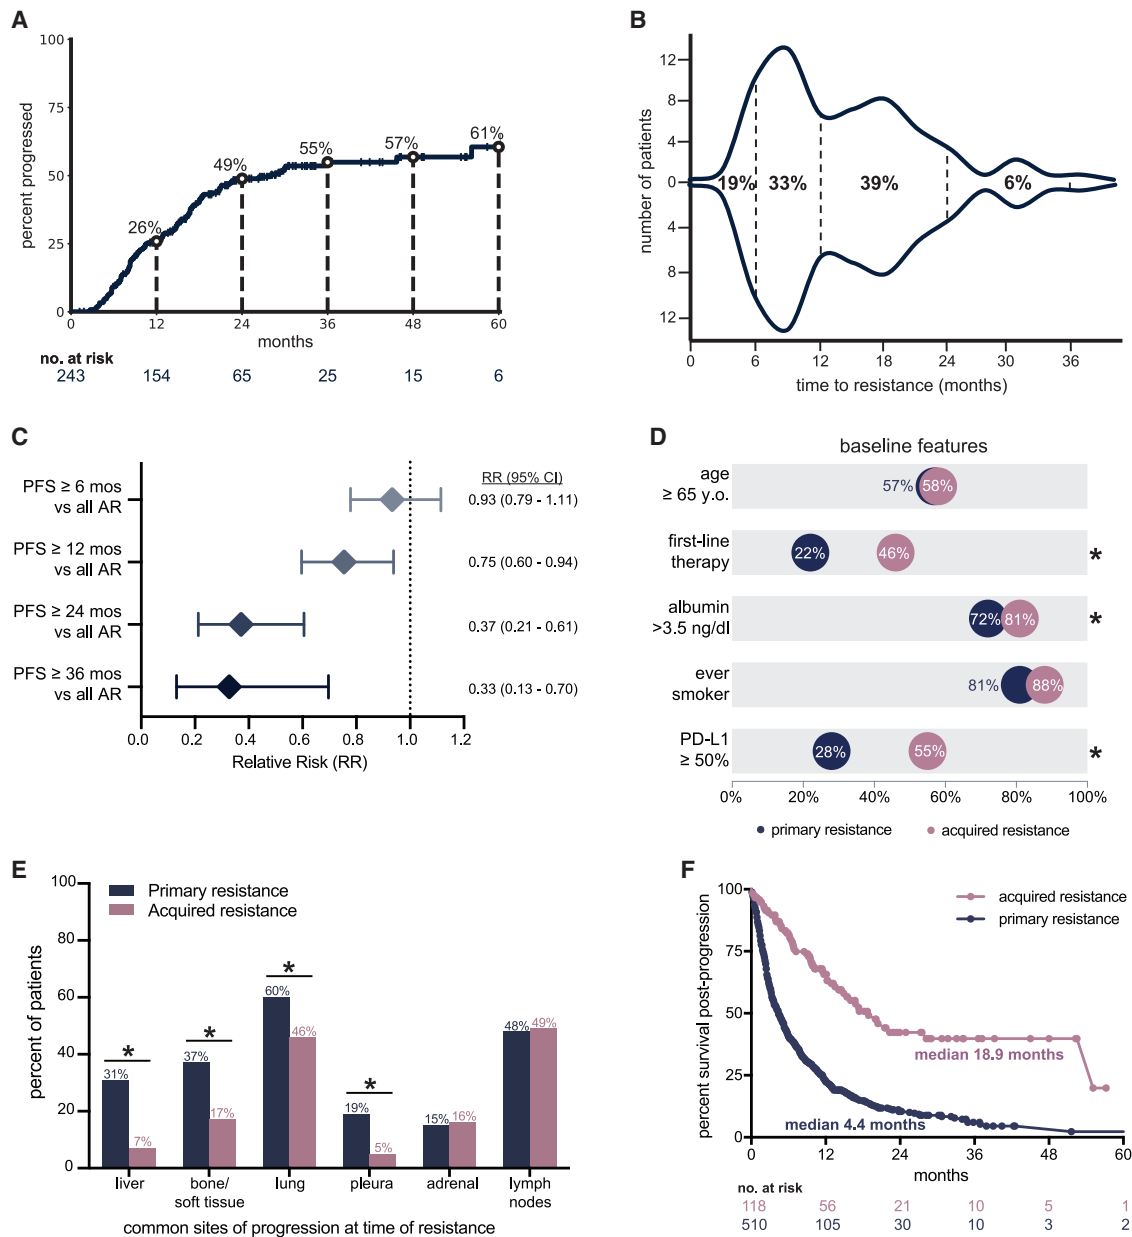 A
100
75
50
25
0
percent progressed
26%
49%
55%
57%
61%
0 12 24 36 48 60
months
no. at risk
243 154 65 25 15 6
B
12
8
4
0
4
8
12
number of patients
19% 33% 39% 6%
0 6 12 18 24 30 36
time to resistance (months)
C
RR (95% CI)
PFS ≥ 6 mos
vs all AR
0.93 (0.79 - 1.11)
PFS ≥ 12 mos
vs all AR
0.75 (0.60 - 0.94)
PFS ≥ 24 mos
vs all AR
0.37 (0.21 - 0.61)
PFS ≥ 36 mos
vs all AR
0.33 (0.13 - 0.70)
0.0 0.2 0.4 0.6 0.8 1.0 1.2
Relative Risk (RR)
D
baseline features
age
≥ 65 y.o.
57% 58%
first-line
therapy
22% 46% *
albumin
>3.5 ng/dl
72% 81% *
ever
smoker
81% 88%
PD-L1
≥ 50%
28% 55% *
0% 20% 40% 60% 80% 100%
primary resistance acquired resistance
E
100
80
60
40
20
0
percent of patients
Primary resistance
Acquired resistance
* * * *
31% 7%
37% 17%
60% 46%
19% 5%
15% 16%
48% 49%
liver bone/ lung pleura adrenal lymph
soft tissue nodes
common sites of progression at time of resistance
F
100
75
50
25
0
percent survival post-progression
acquired resistance
primary resistance
median 18.9 months
median 4.4 months
0 12 24 36 48 60
months
no. at risk
118 56 21 10 5 1
510 105 30 10 3 2